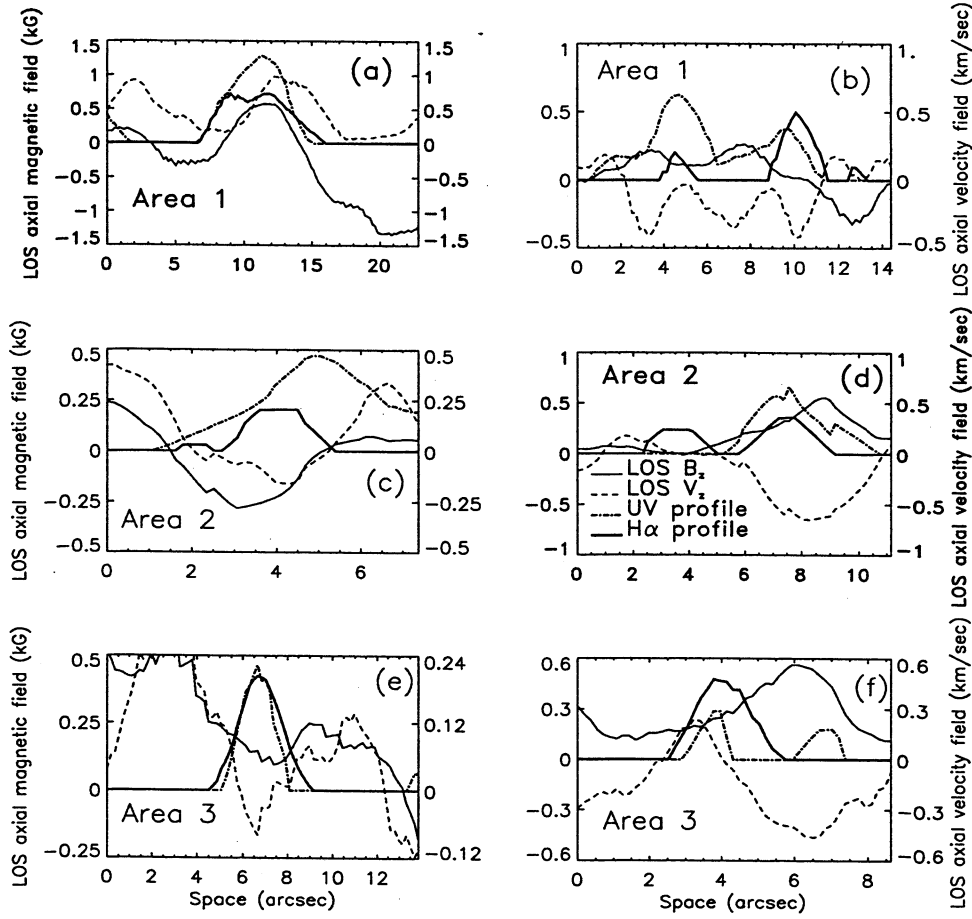 LOS axial magnetic field (kG)
1.5
1
0.5
0
−0.5
−1
−1.5
(a)
Area 1
1.5
1
0.5
0
−0.5
−1
−1.5
0 5 10 15 20
1
0.5
0
−0.5
Area 1
(b)
1.
0.5
0
−0.5
LOS axial velocity field (km/sec)
0 2 4 6 8 10 12 14
LOS axial magnetic field (kG)
0.5
0.25
0
−0.25
−0.5
(c)
Area 2
0.5
0.25
0
−0.25
−0.5
0 2 4 6
1
0.5
0
−0.5
−1
Area 2
(d)
LOS Bz
LOS Vz
UV profile
Hα profile
1
0.5
0
−0.5
−1
LOS axial velocity field (km/sec)
0 2 4 6 8 10
LOS axial magnetic field (kG)
0.5
0.25
0
−0.25
(e)
Area 3
0.24
0.12
0
−0.12
0 2 4 6 8 10 12
Space (arcsec)
0.6
0.3
0
−0.3
−0.6
(f)
Area 3
0.6
0.3
0
−0.3
−0.6
LOS axial velocity field (km/sec)
0 2 4 6 8
Space (arcsec)